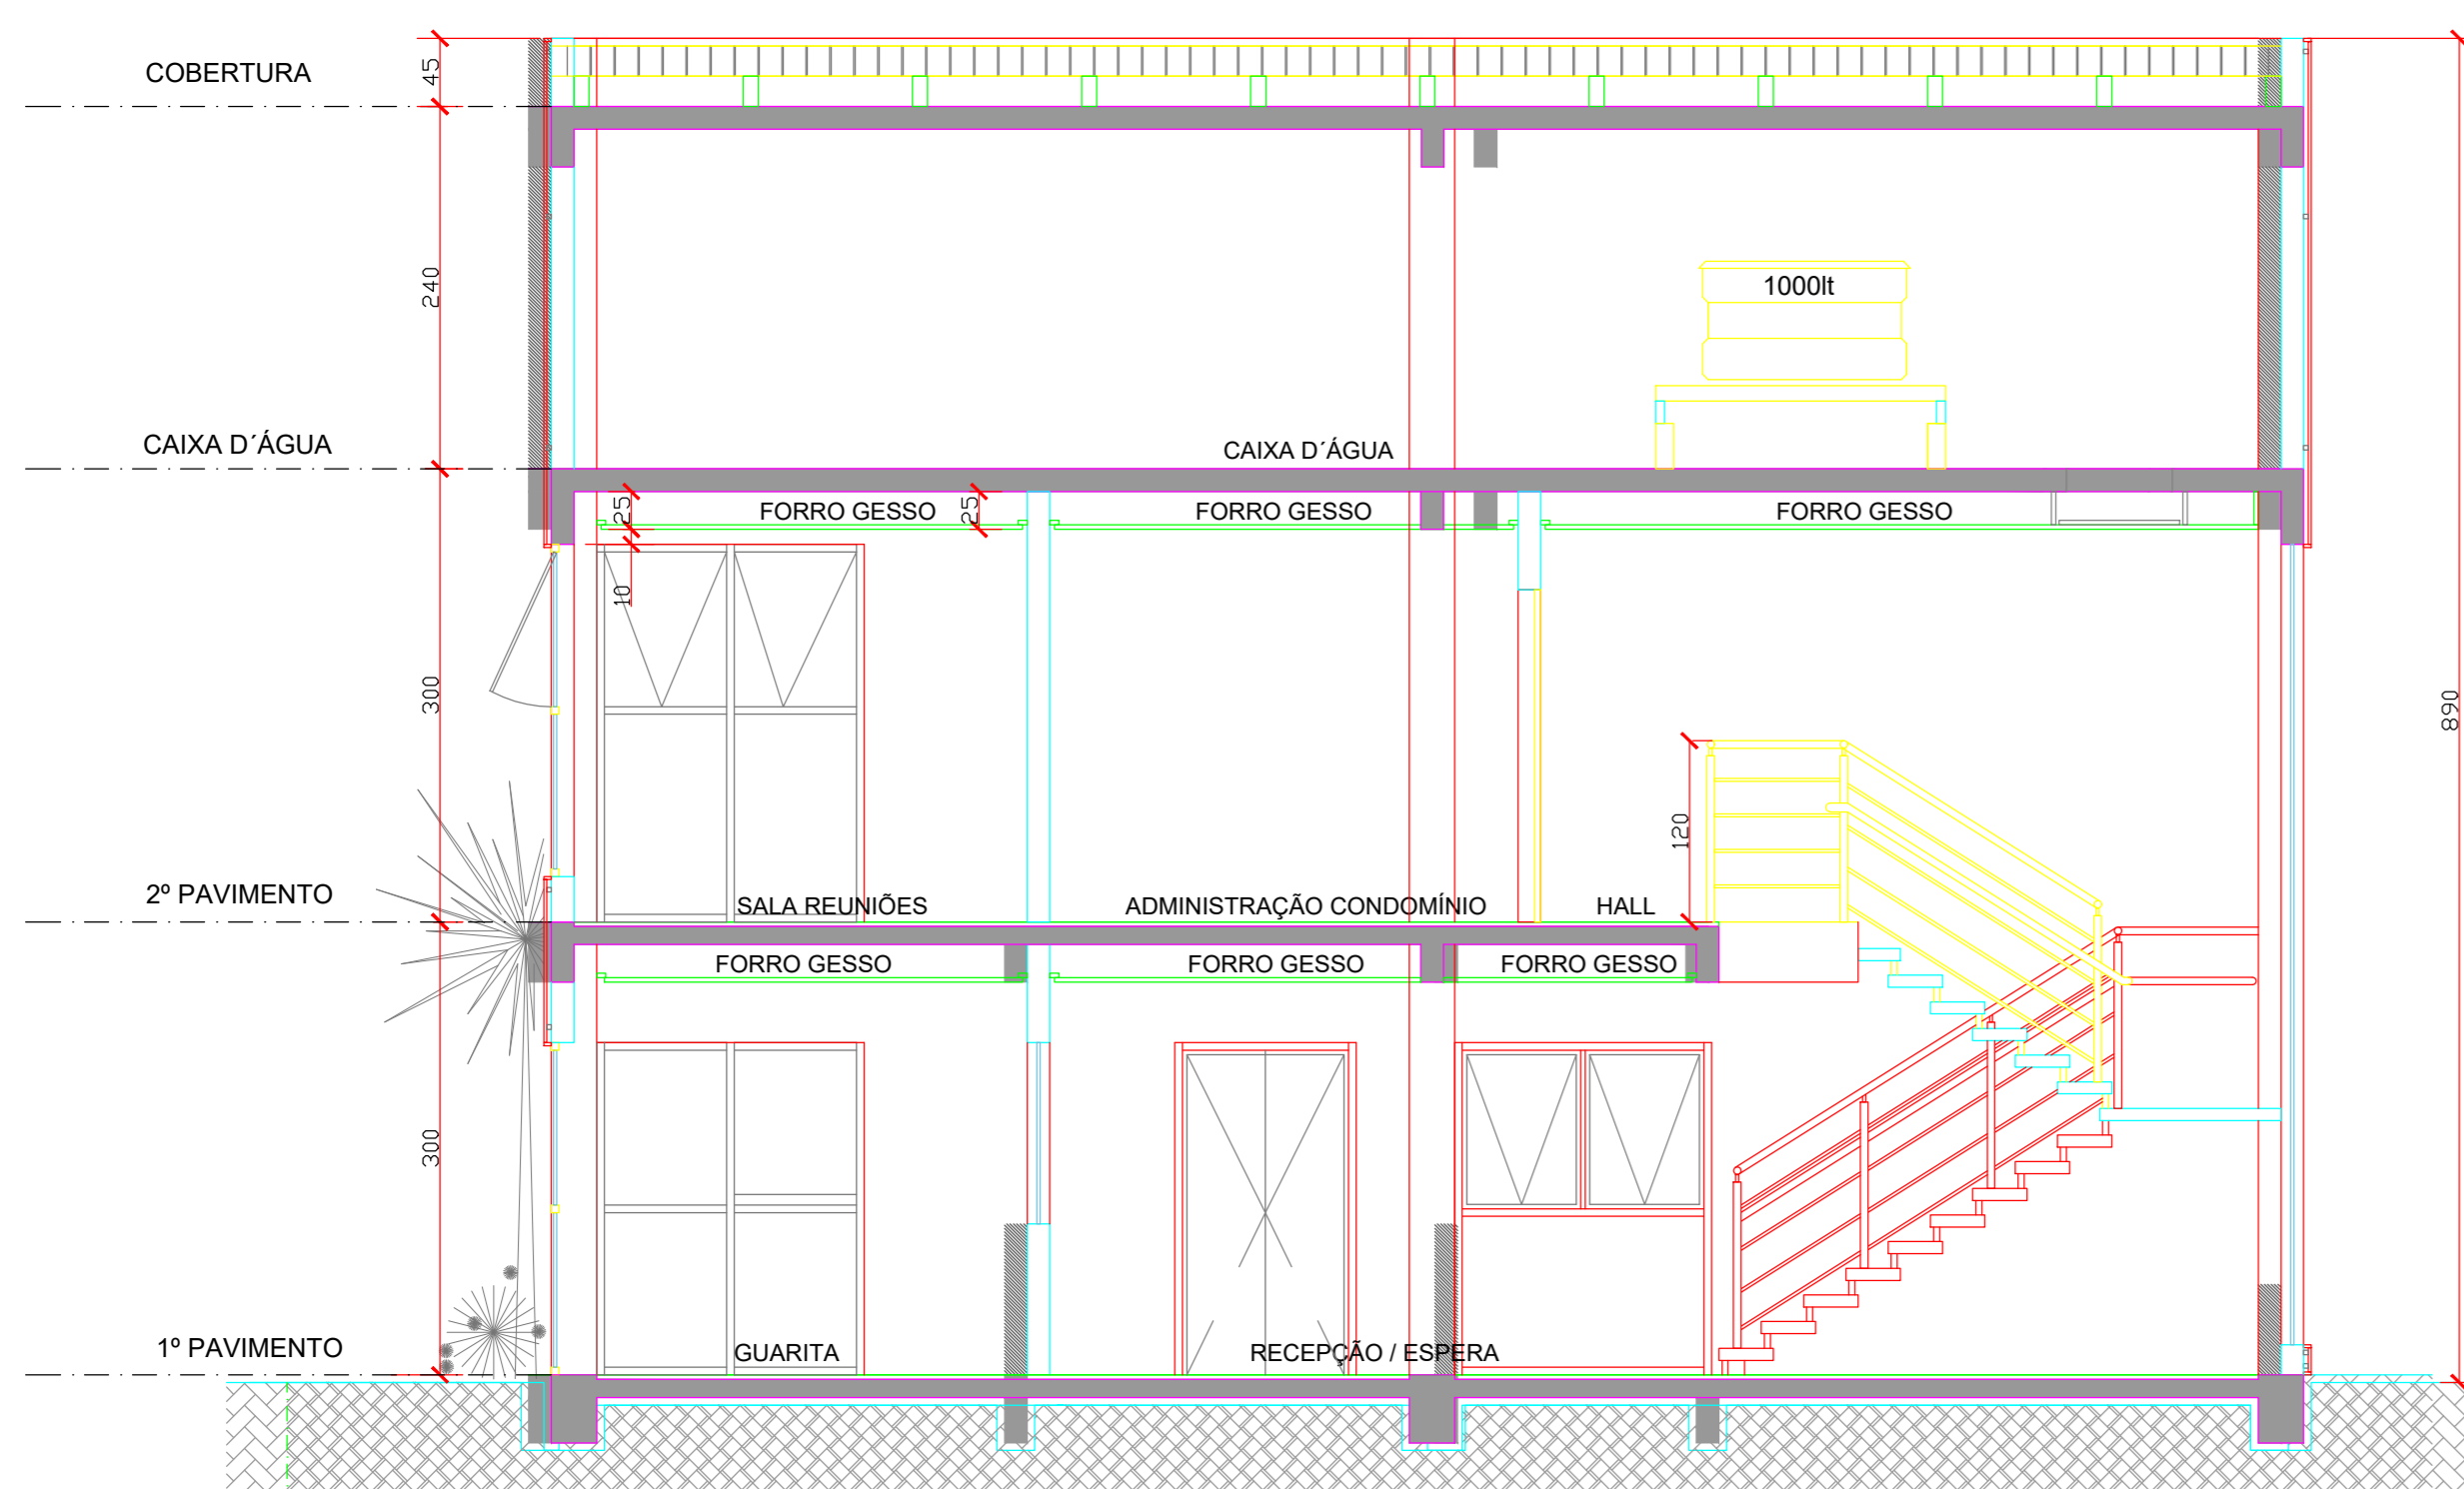 COBERTURA
45
240
1000lt
CAIXA D´ÁGUA
CAIXA D´ÁGUA
25
FORRO GESSO
25
FORRO GESSO
FORRO GESSO
10
300
890
120
2º PAVIMENTO
SALA REUNIÕES
ADMINISTRAÇÃO CONDOMÍNIO
HALL
FORRO GESSO
FORRO GESSO
FORRO GESSO
300
1º PAVIMENTO
GUARITA
RECEPÇÃO / ESPERA